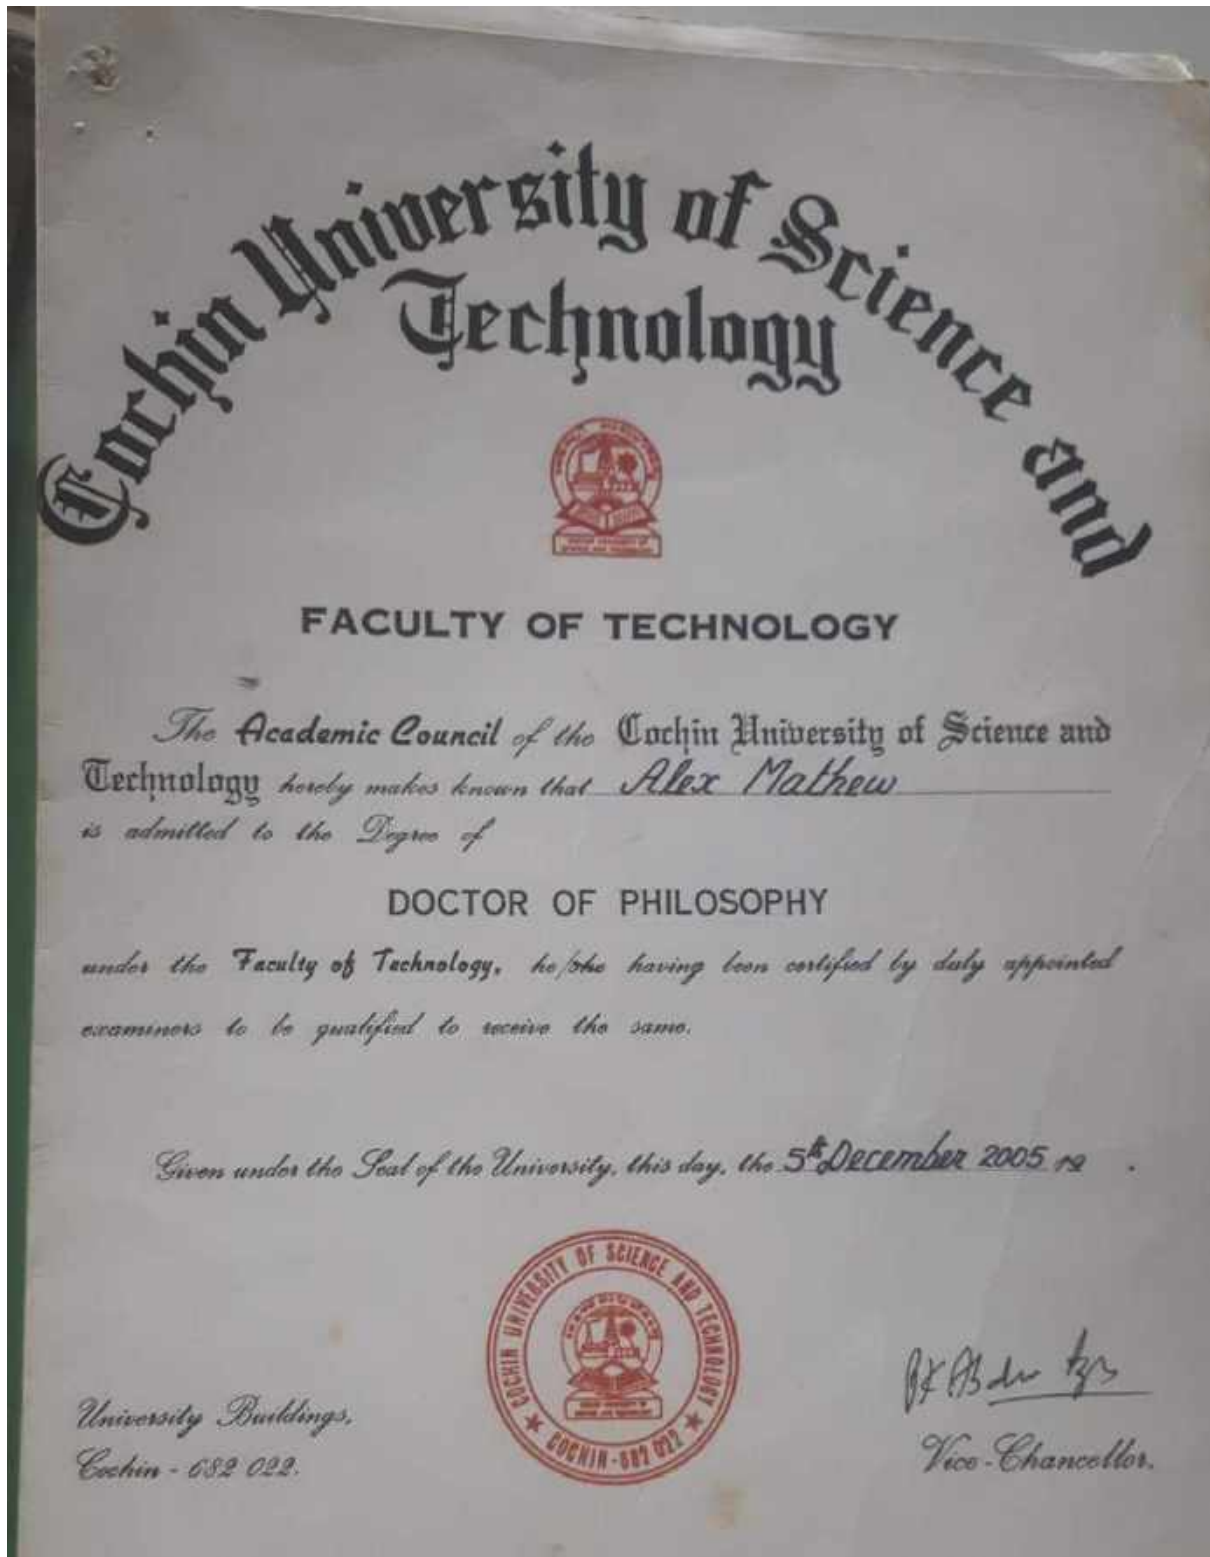 Cochin University of Science and
Technology
FACULTY OF TECHNOLOGY
The Academic Council of the Cochin University of Science and
Technology hereby makes known that Alex Mathew
is admitted to the Degree of
DOCTOR OF PHILOSOPHY
under the Faculty of Technology, he/she having been certified by duly appointed
examiners to be qualified to receive the same.
Given under the Seal of the University, this day, the 5th December 2005 19 .
COCHIN UNIVERSITY OF SCIENCE AND TECHNOLOGY
COCHIN-682 022
University Buildings,
Cochin - 682 022.
Vice-Chancellor.